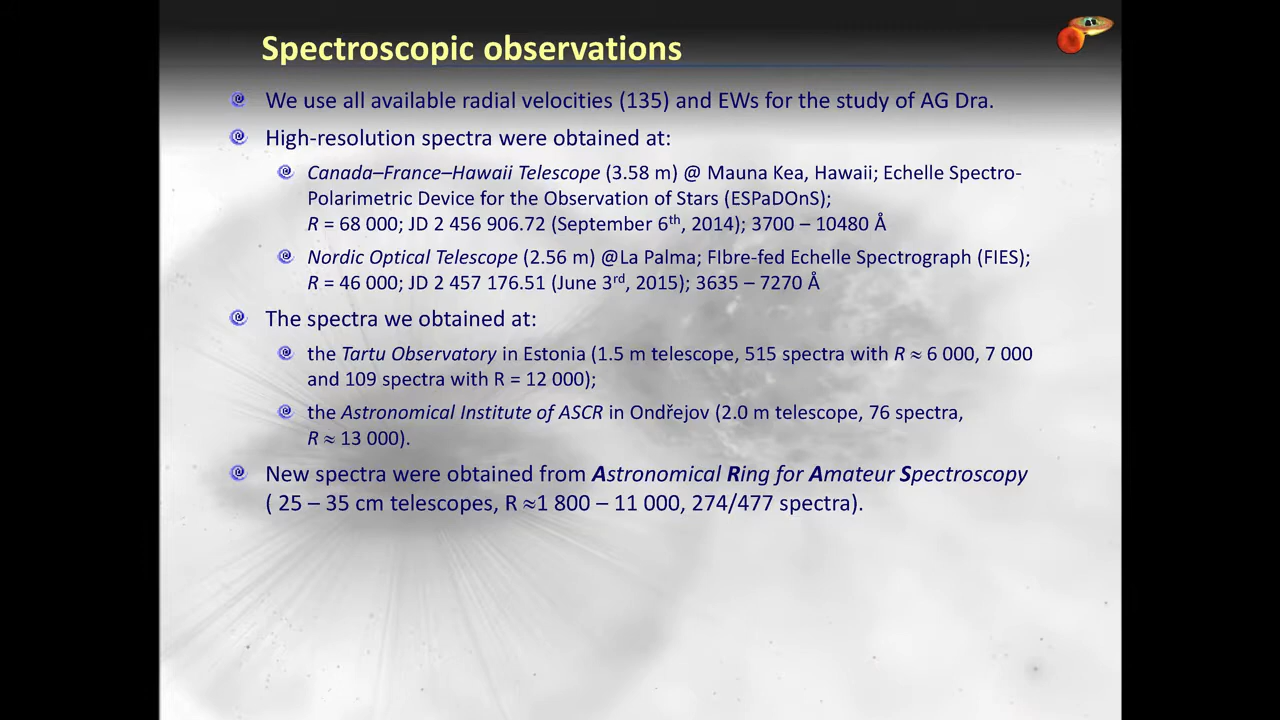 Spectroscopic observations
We use all available radial velocities (135) and EWs for the study of AG Dra.
High-resolution spectra were obtained at:
Canada–France–Hawaii Telescope (3.58 m) @ Mauna Kea, Hawaii; Echelle Spectro-
Polarimetric Device for the Observation of Stars (ESPaDOnS);
R = 68 000; JD 2 456 906.72 (September 6th, 2014); 3700 – 10480 Å
Nordic Optical Telescope (2.56 m) @La Palma; FIbre-fed Echelle Spectrograph (FIES);
R = 46 000; JD 2 457 176.51 (June 3rd, 2015); 3635 – 7270 Å
The spectra we obtained at:
the Tartu Observatory in Estonia (1.5 m telescope, 515 spectra with R ≈ 6 000, 7 000
and 109 spectra with R = 12 000);
the Astronomical Institute of ASCR in Ondřejov (2.0 m telescope, 76 spectra,
R ≈ 13 000).
New spectra were obtained from Astronomical Ring for Amateur Spectroscopy
( 25 – 35 cm telescopes, R ≈1 800 – 11 000, 274/477 spectra).